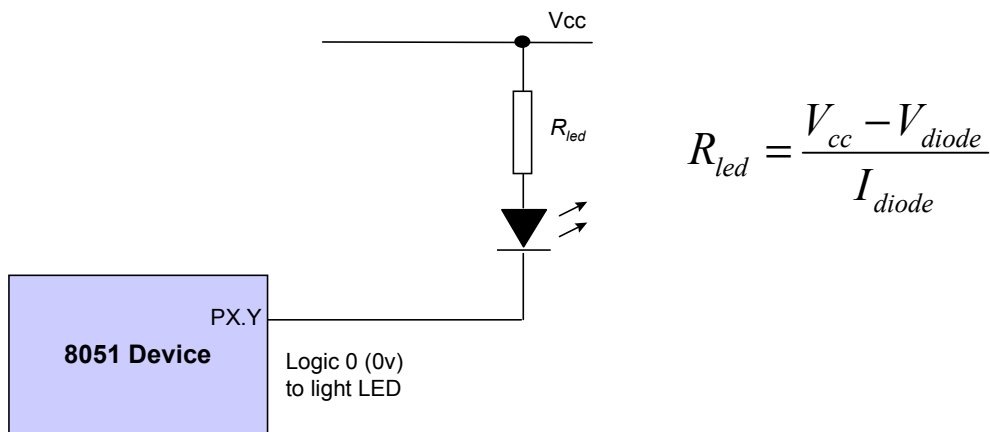 Vcc
R_led
R_led = (V_cc − V_diode) / I_diode
PX.Y
8051 Device
Logic 0 (0v)
to light LED